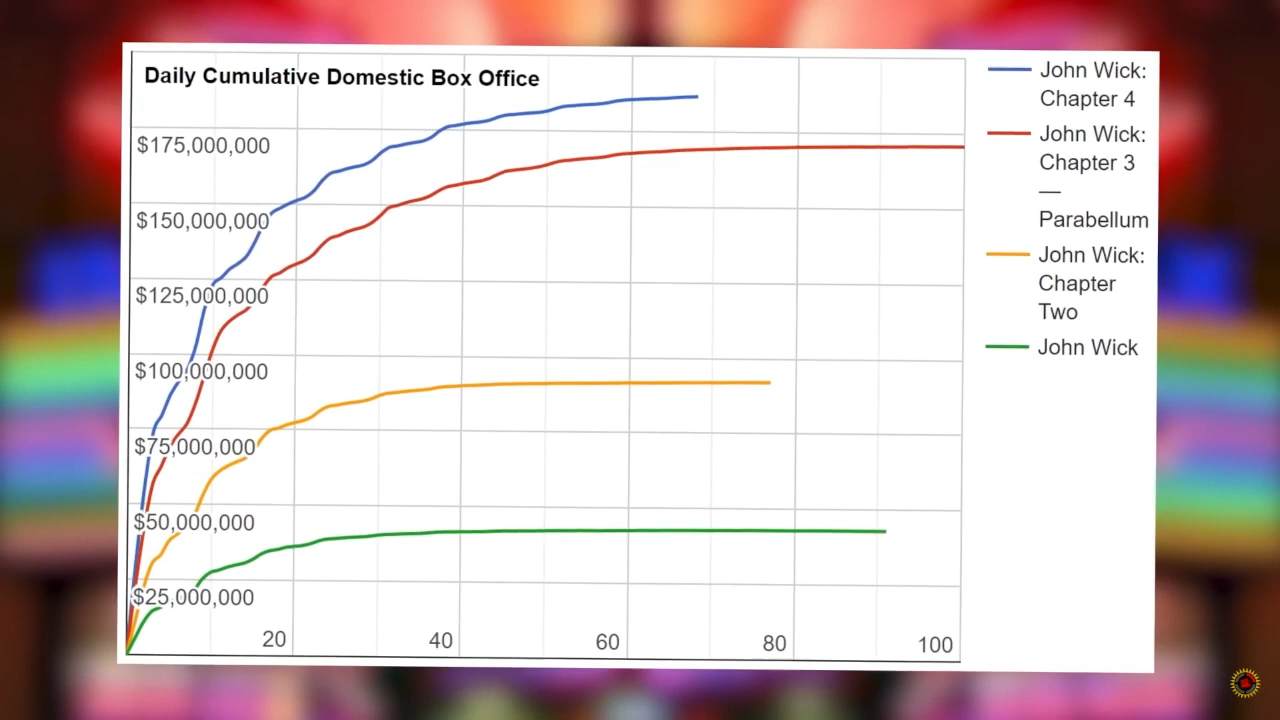 Daily Cumulative Domestic Box Office
$175,000,000
$150,000,000
$125,000,000
$100,000,000
$75,000,000
$50,000,000
$25,000,000
20
40
60
80
100
John Wick:
Chapter 4
John Wick:
Chapter 3
—
Parabellum
John Wick:
Chapter
Two
John Wick